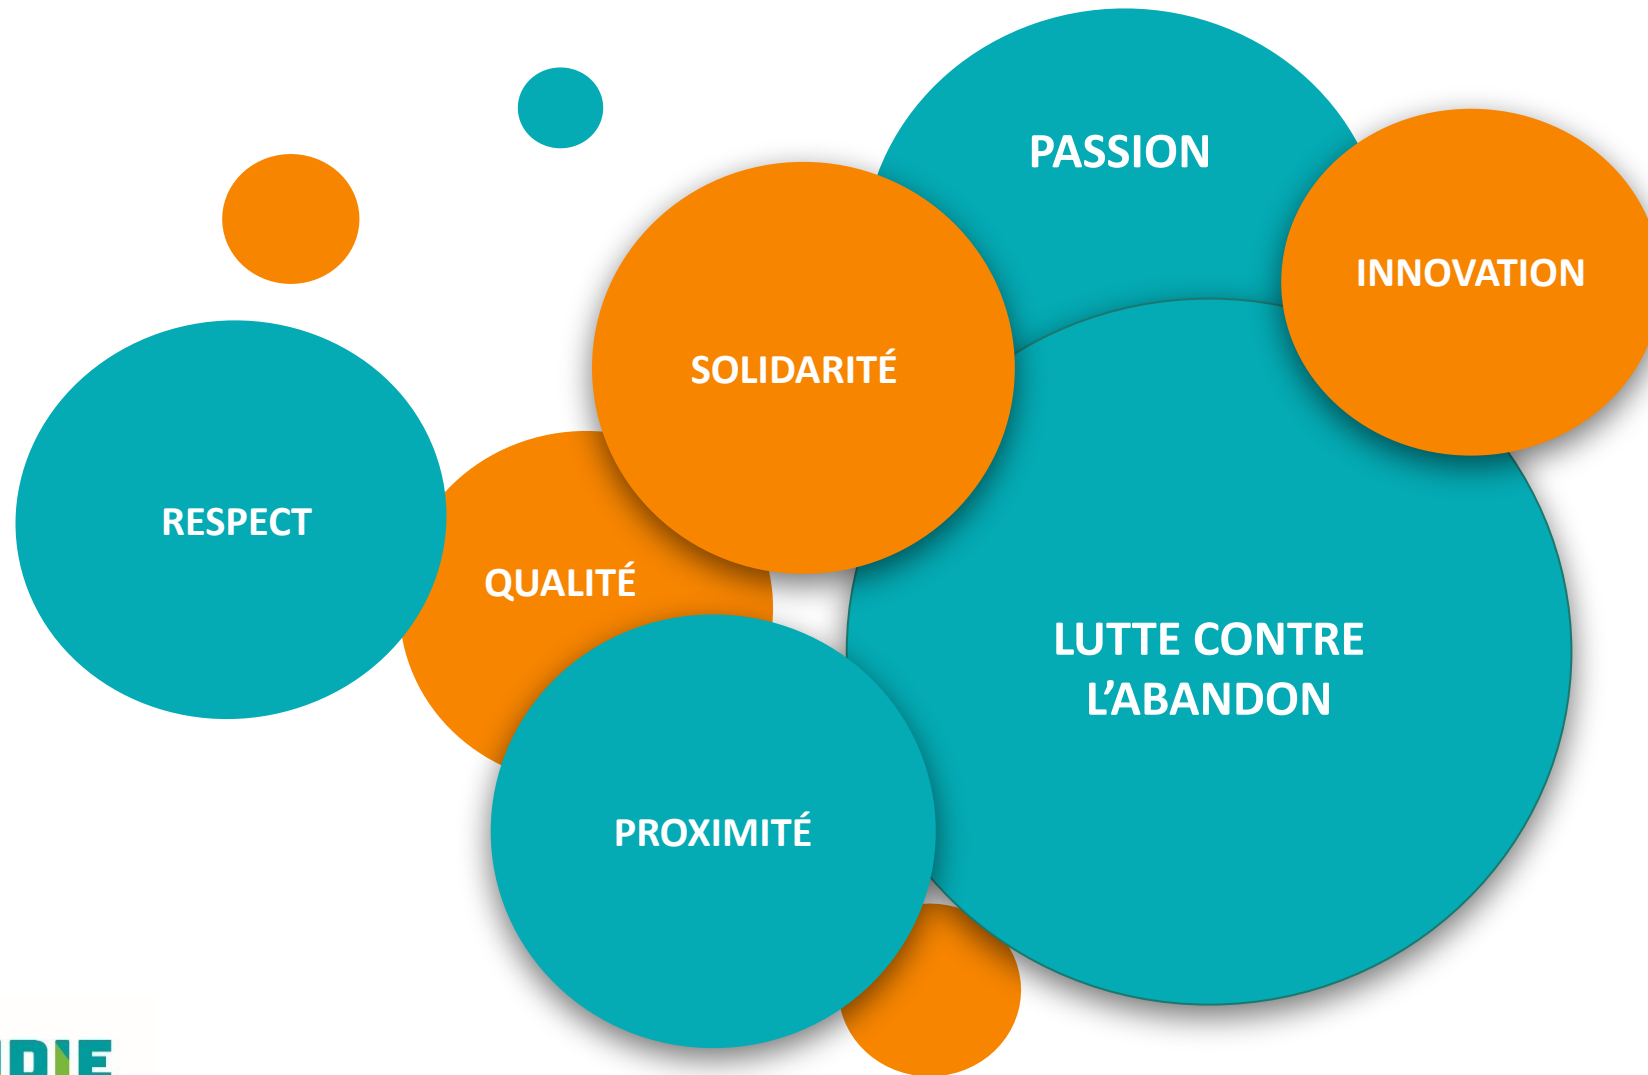 PASSION
INNOVATION
SOLIDARITÉ
RESPECT
QUALITÉ
LUTTE CONTRE
L’ABANDON
PROXIMITÉ